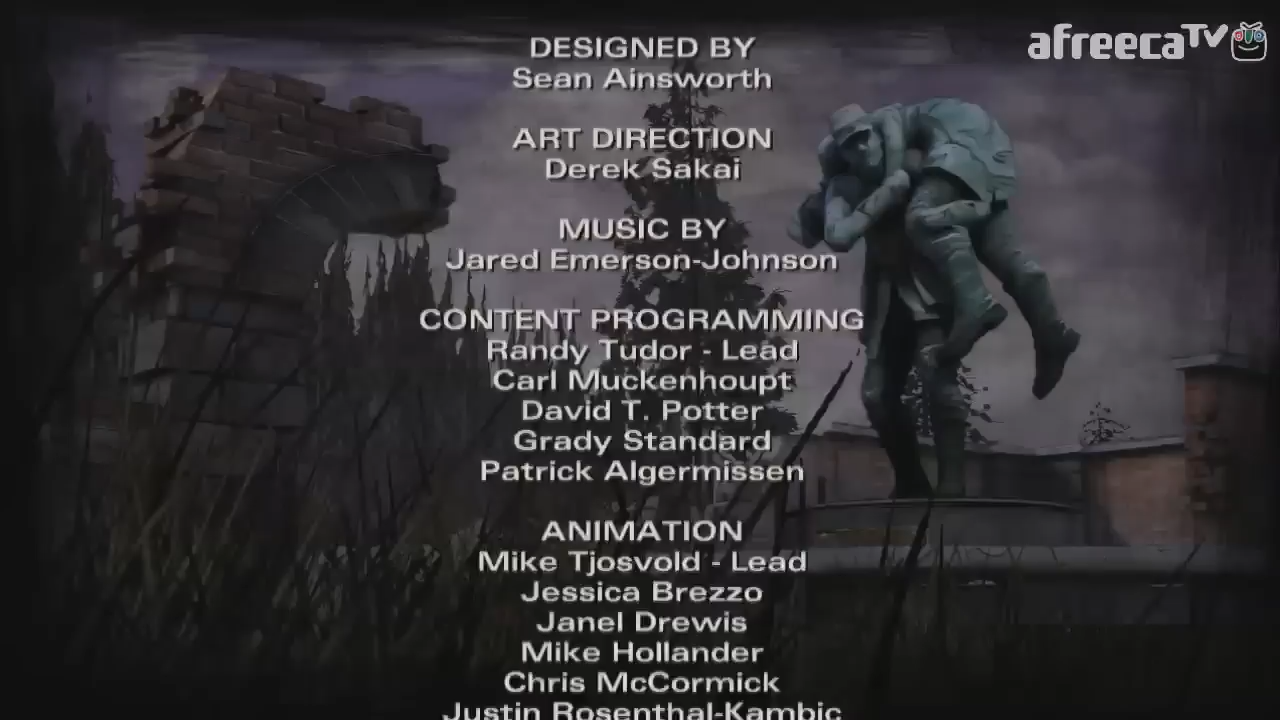 afreecaTV
DESIGNED BY
Sean Ainsworth
ART DIRECTION
Derek Sakai
MUSIC BY
Jared Emerson-Johnson
CONTENT PROGRAMMING
Randy Tudor - Lead
Carl Muckenhoupt
David T. Potter
Grady Standard
Patrick Algermissen
ANIMATION
Mike Tjosvold - Lead
Jessica Brezzo
Janel Drewis
Mike Hollander
Chris McCormick
Justin Rosenthal-Kambic